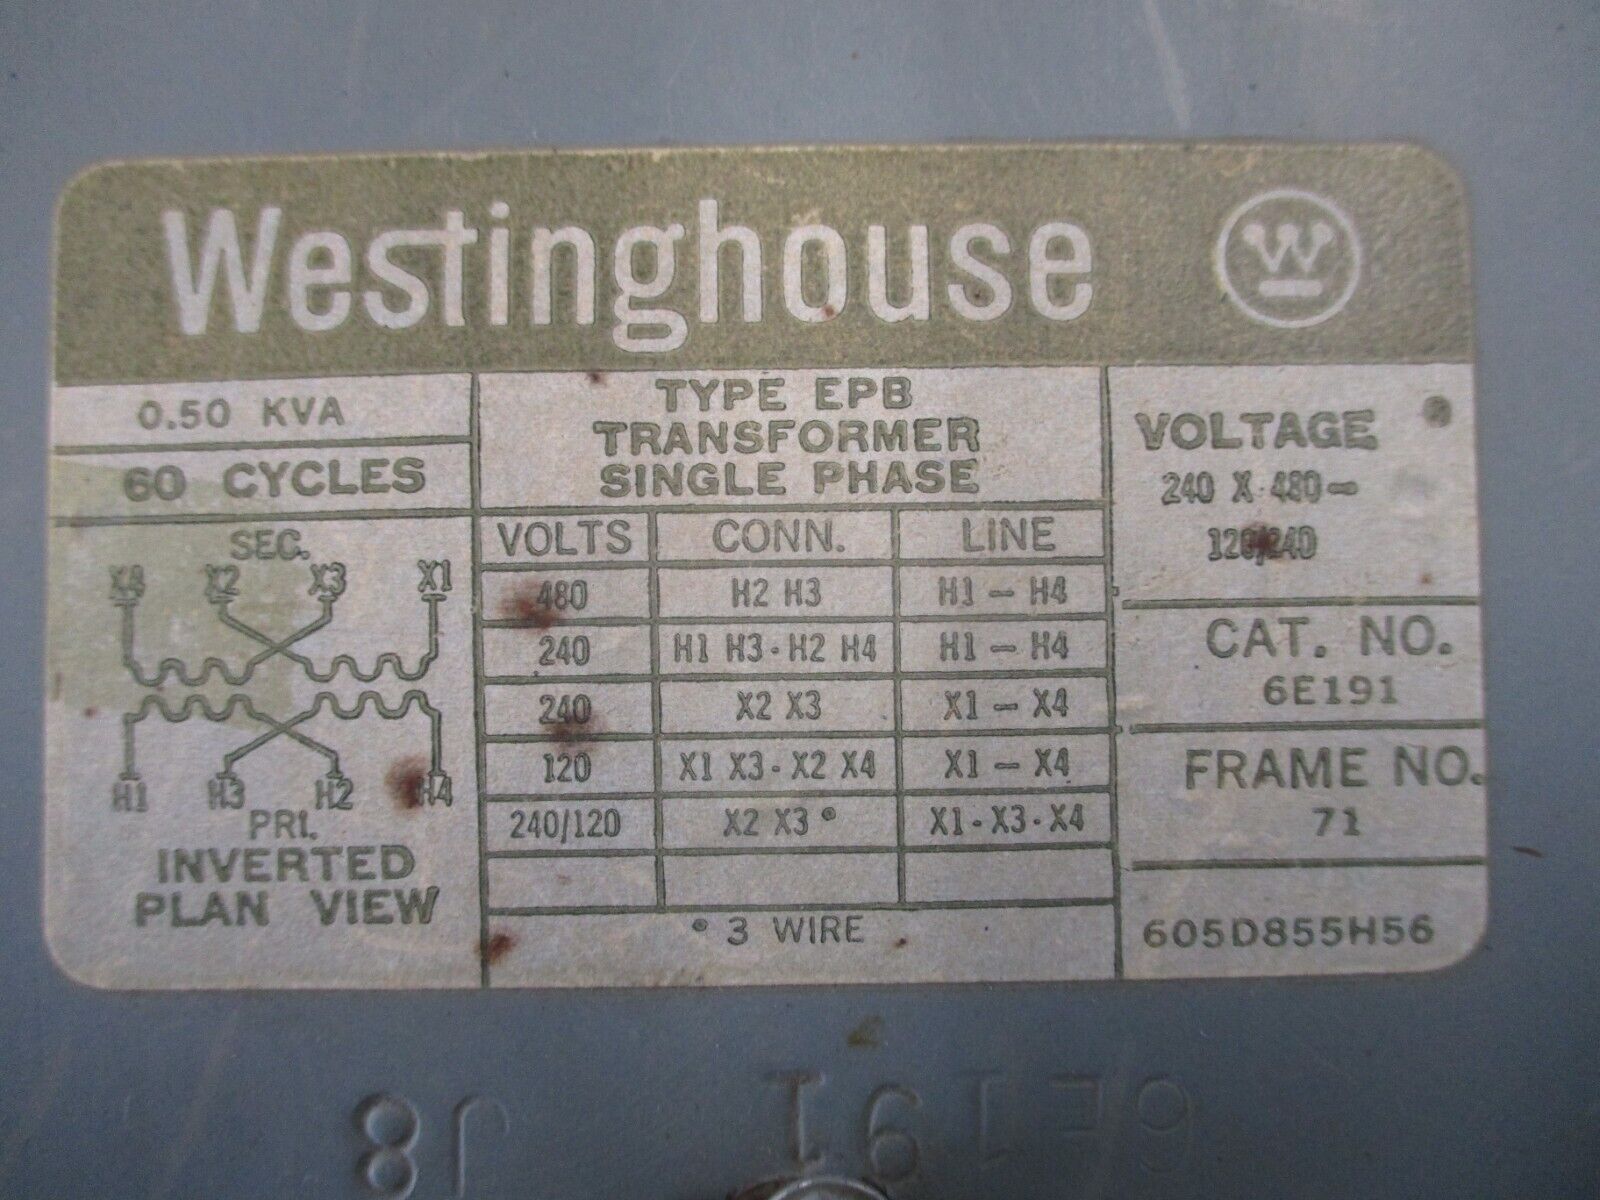 Westinghouse
W
0.50 KVA
60 CYCLES
SEC.
X4 X2 X3 X1
H1 H3 H2 H4
PRI.
INVERTED
PLAN VIEW
TYPE EPB
TRANSFORMER
SINGLE PHASE
VOLTS CONN. LINE
480 H2 H3 H1 - H4
240 H1 H3 - H2 H4 H1 - H4
240 X2 X3 X1 - X4
120 X1 X3 - X2 X4 X1 - X4
240/120 X2 X3 • X1 - X3 - X4
• 3 WIRE
VOLTAGE
240 X 480 -
120/240
CAT. NO.
6E191
FRAME NO.
71
605D855H56
6E191 J8